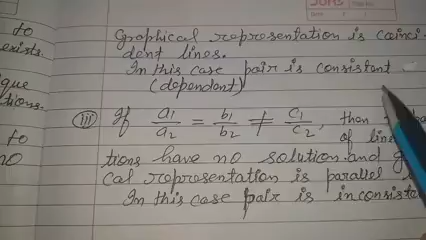 to
exists.
que
tions.
to
no
Graphical representation is coinci
dent lines.
In this case pair is consistent
(dependent)
(iii) If a₁/a₂ = b₁/b₂ ≠ c₁/c₂, then
of line
tions have no solution and g
cal representation is parallel
In this case pair is inconsista